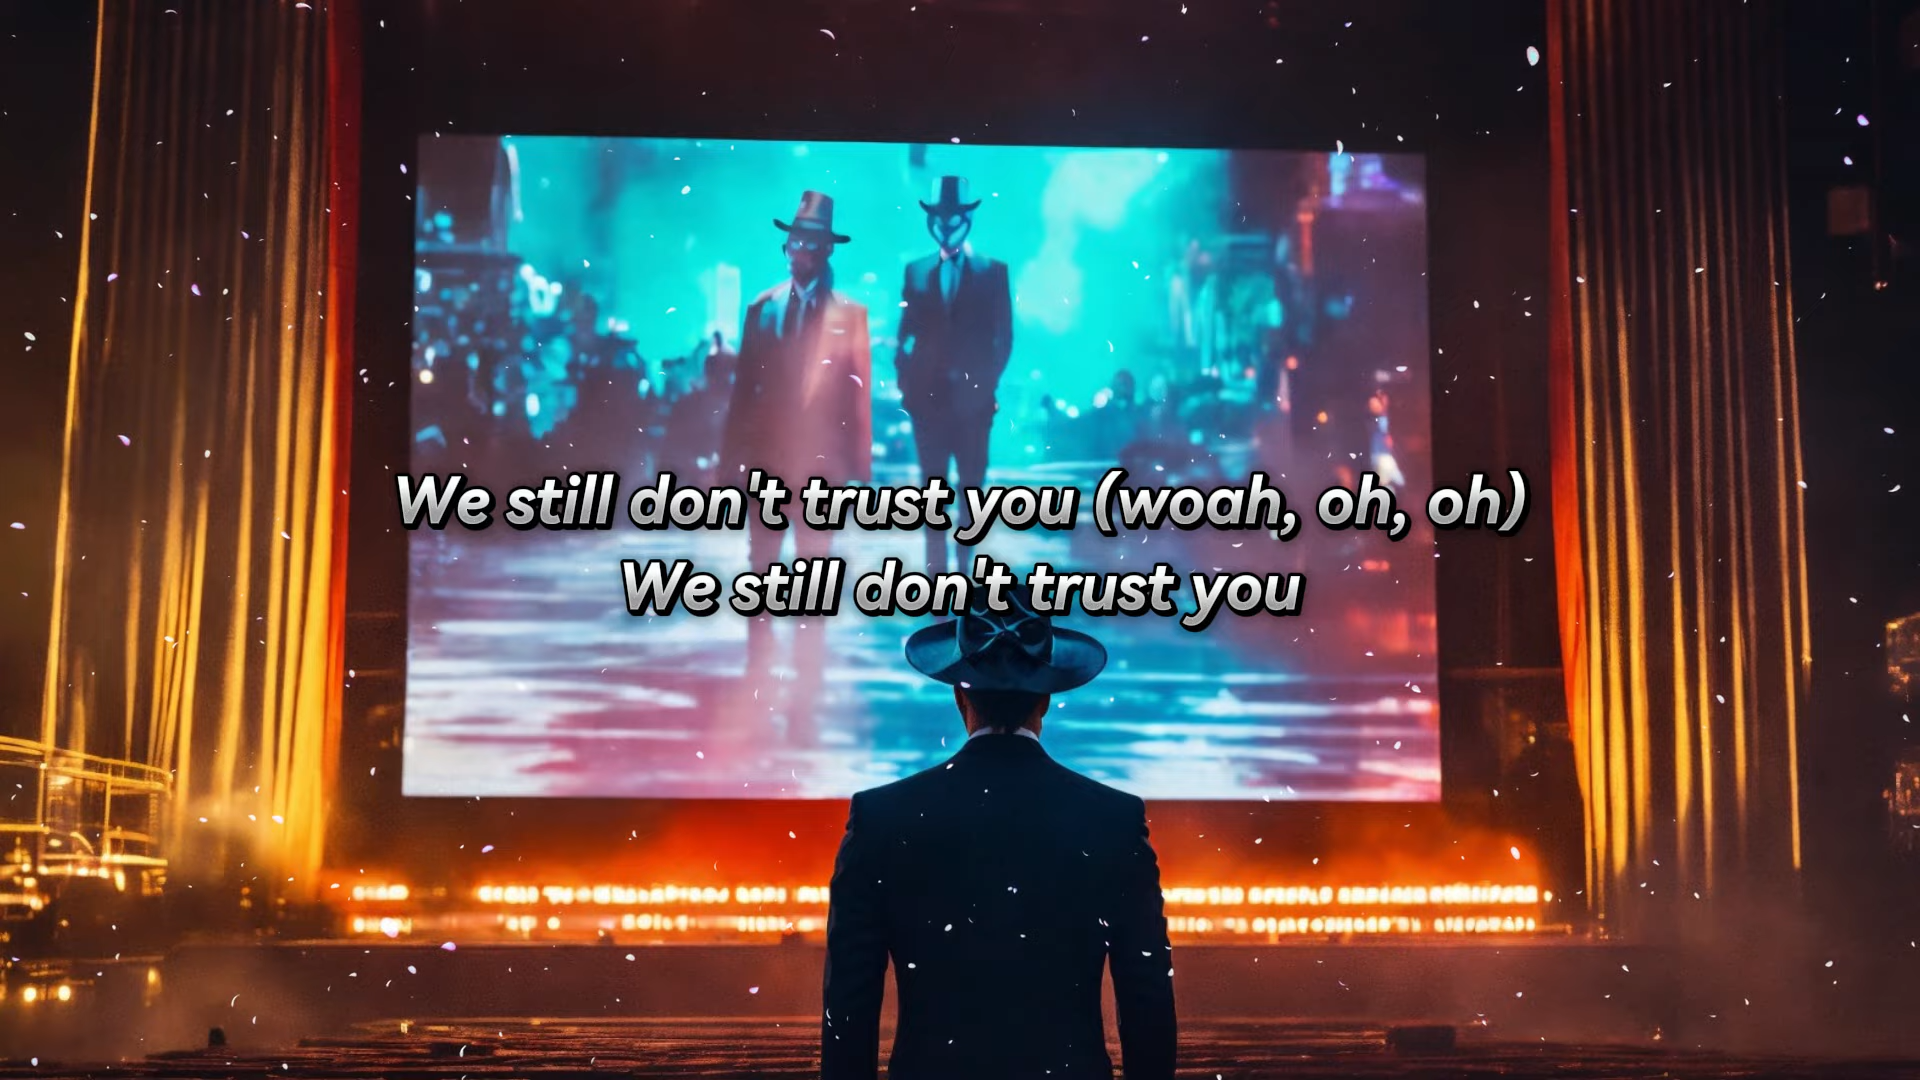 We still don't trust you (woah, oh, oh)
We still don't trust you